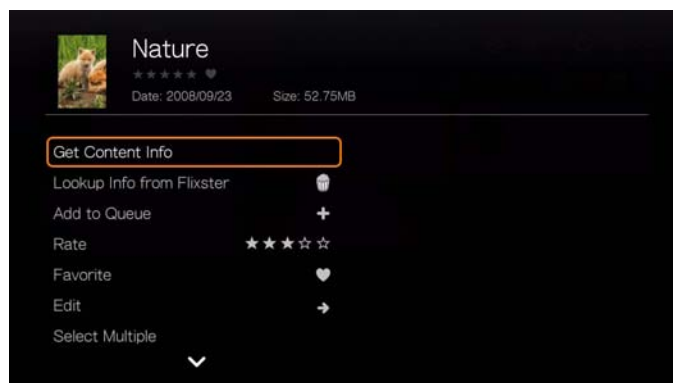 Nature
Date: 2008/09/23 Size: 52.75MB
Get Content Info
Lookup Info from Flixster
Add to Queue
Rate
Favorite
Edit
Select Multiple